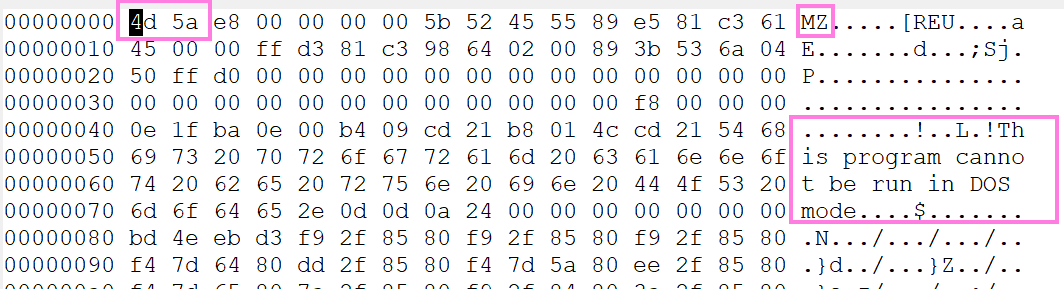 00000000 4d 5a e8 00 00 00 00 5b 52 45 55 89 e5 81 c3 61 MZ.....[REU....a
00000010 45 00 00 ff d3 81 c3 98 64 02 00 89 3b 53 6a 04 E.......d...;Sj.
00000020 50 ff d0 00 00 00 00 00 00 00 00 00 00 00 00 00 P...............
00000030 00 00 00 00 00 00 00 00 00 00 00 00 f8 00 00 00 ................
00000040 0e 1f ba 0e 00 b4 09 cd 21 b8 01 4c cd 21 54 68 ........!..L.!Th
00000050 69 73 20 70 72 6f 67 72 61 6d 20 63 61 6e 6e 6f is program canno
00000060 74 20 62 65 20 72 75 6e 20 69 6e 20 44 4f 53 20 t be run in DOS
00000070 6d 6f 64 65 2e 0d 0d 0a 24 00 00 00 00 00 00 00 mode....$.......
00000080 bd 4e eb d3 f9 2f 85 80 f9 2f 85 80 f9 2f 85 80 .N.../.../.../..
00000090 f4 7d 64 80 dd 2f 85 80 f4 7d 5a 80 ee 2f 85 80 .}d../...}Z../..